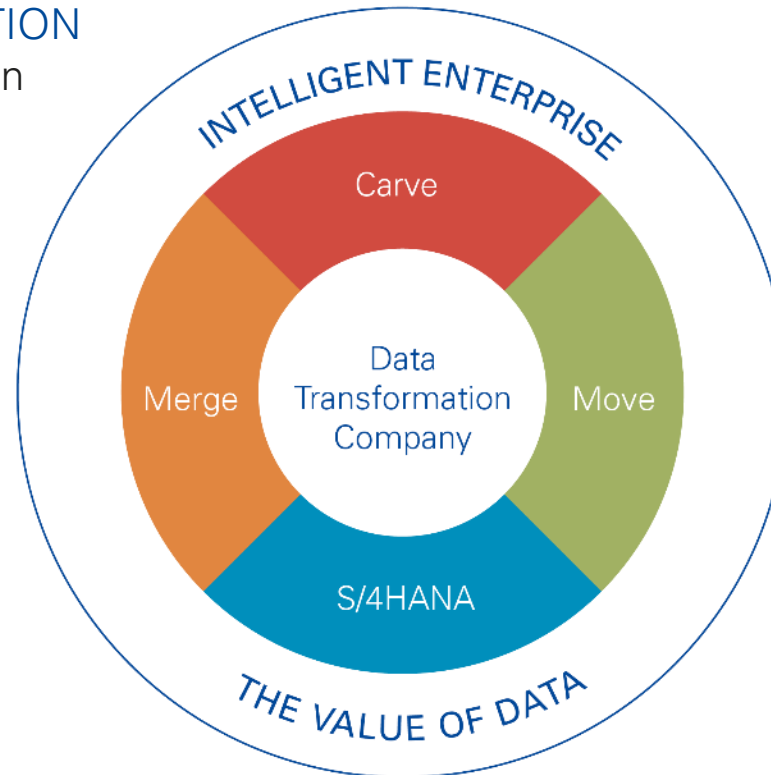 TION
n
INTELLIGENT ENTERPRISE
Carve
Merge
Data
Transformation
Company
Move
S/4HANA
THE VALUE OF DATA